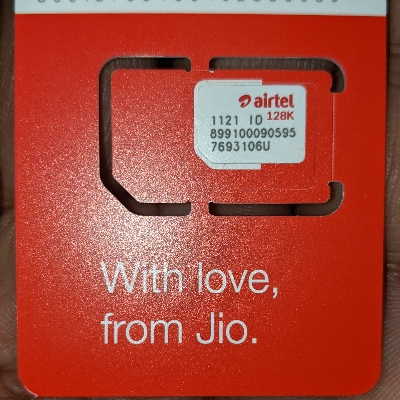 airtel
1121 ID 128K
899100090595
7693106U
With love,
from Jio.